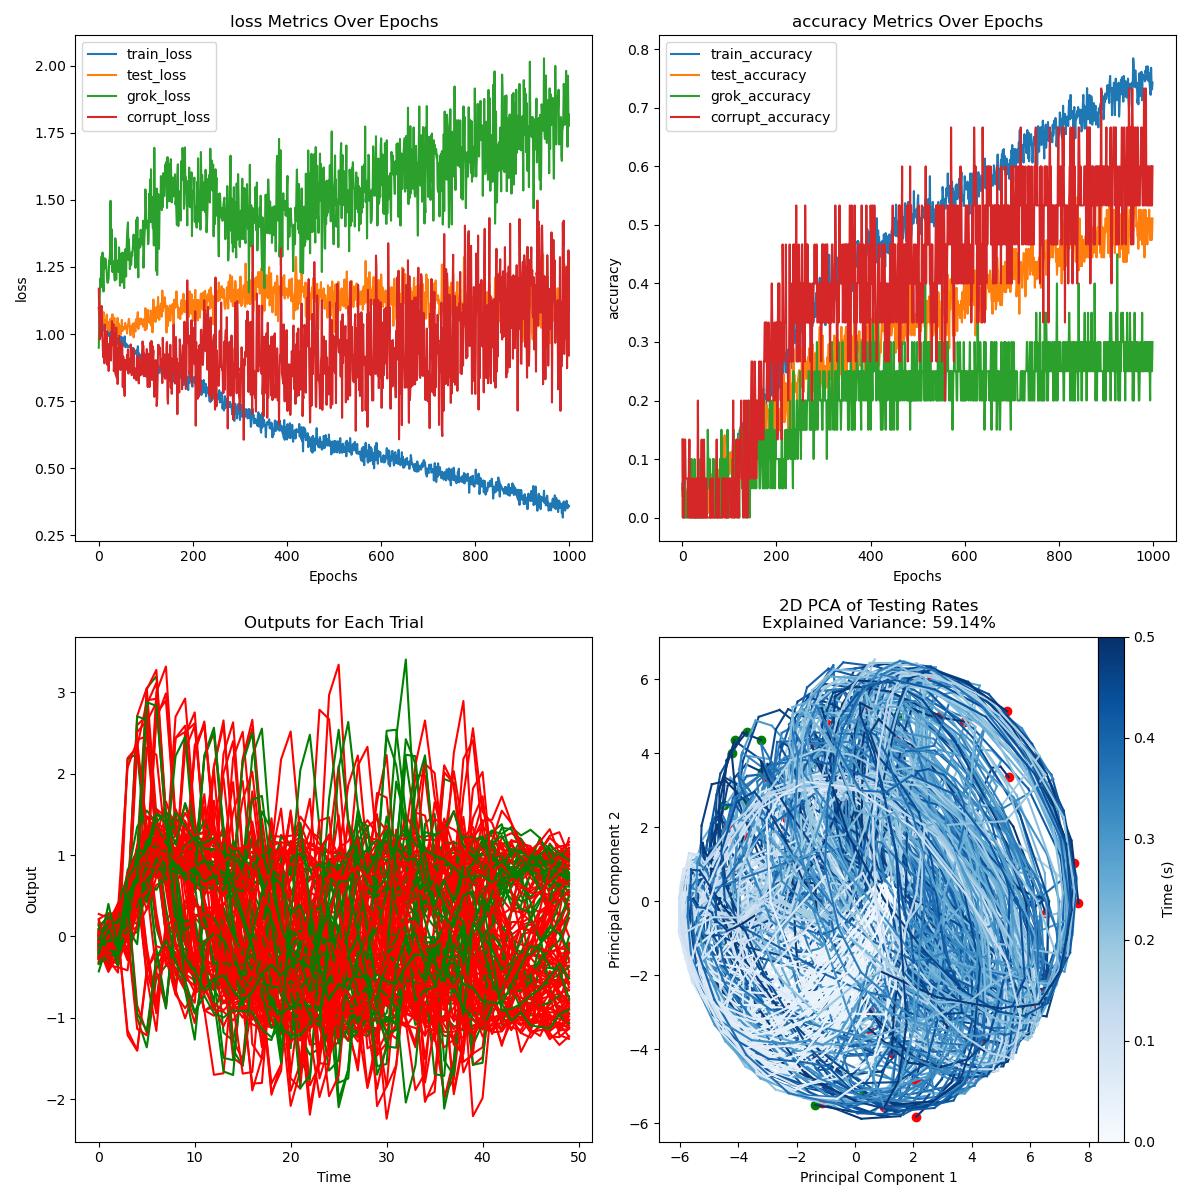 loss Metrics Over Epochs
train_loss
test_loss
grok_loss
corrupt_loss
2.00
1.75
1.50
1.25
1.00
0.75
0.50
0.25
loss
0
200
400
600
800
1000
Epochs
accuracy Metrics Over Epochs
train_accuracy
test_accuracy
grok_accuracy
corrupt_accuracy
0.8
0.7
0.6
0.5
0.4
0.3
0.2
0.1
0.0
accuracy
0
200
400
600
800
1000
Epochs
Outputs for Each Trial
3
2
1
0
−1
−2
Output
0
10
20
30
40
50
Time
2D PCA of Testing Rates
Explained Variance: 59.14%
6
4
2
0
−2
−4
−6
Principal Component 2
−6
−4
−2
0
2
4
6
8
Principal Component 1
0.5
0.4
0.3
0.2
0.1
0.0
Time (s)